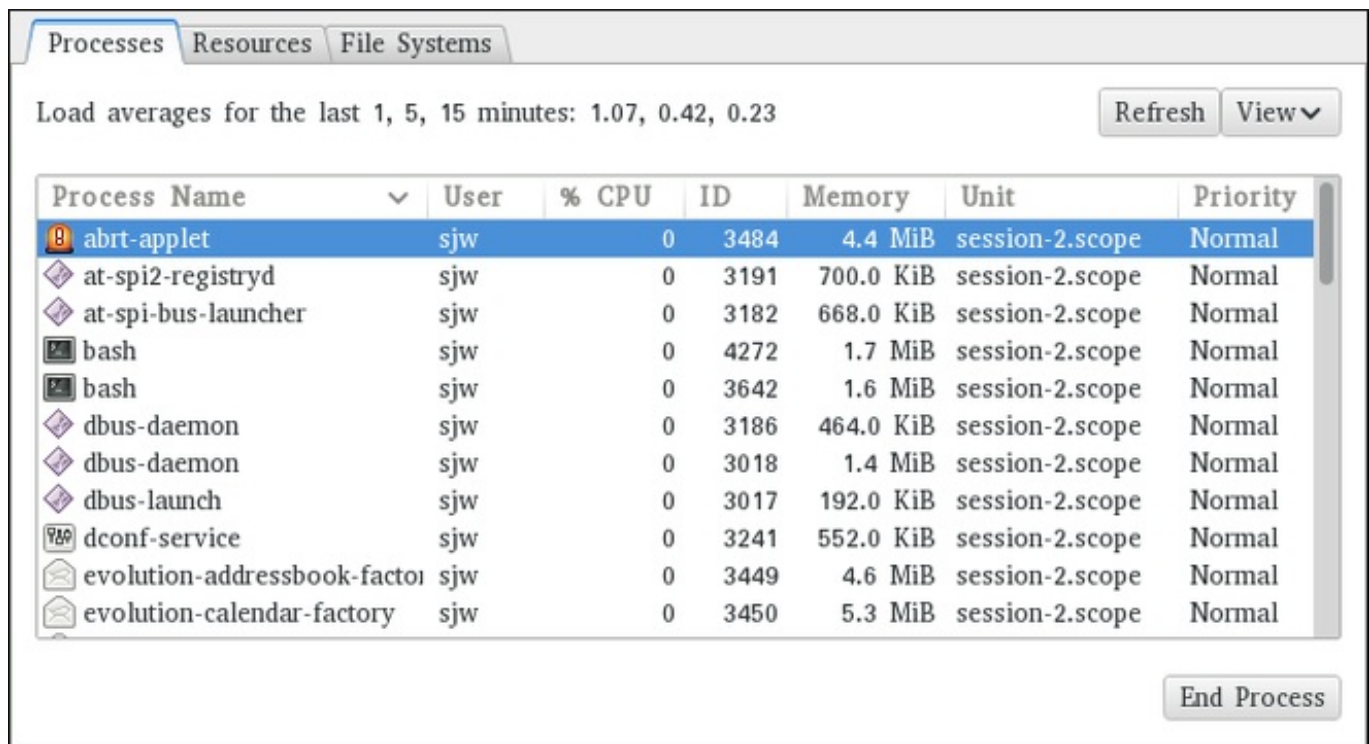 Processes Resources File Systems
Load averages for the last 1, 5, 15 minutes: 1.07, 0.42, 0.23 Refresh View
Process Name User % CPU ID Memory Unit Priority
abrt-applet sjw 0 3484 4.4 MiB session-2.scope Normal
at-spi2-registryd sjw 0 3191 700.0 KiB session-2.scope Normal
at-spi-bus-launcher sjw 0 3182 668.0 KiB session-2.scope Normal
bash sjw 0 4272 1.7 MiB session-2.scope Normal
bash sjw 0 3642 1.6 MiB session-2.scope Normal
dbus-daemon sjw 0 3186 464.0 KiB session-2.scope Normal
dbus-daemon sjw 0 3018 1.4 MiB session-2.scope Normal
dbus-launch sjw 0 3017 192.0 KiB session-2.scope Normal
dconf-service sjw 0 3241 552.0 KiB session-2.scope Normal
evolution-addressbook-factor sjw 0 3449 4.6 MiB session-2.scope Normal
evolution-calendar-factory sjw 0 3450 5.3 MiB session-2.scope Normal
End Process